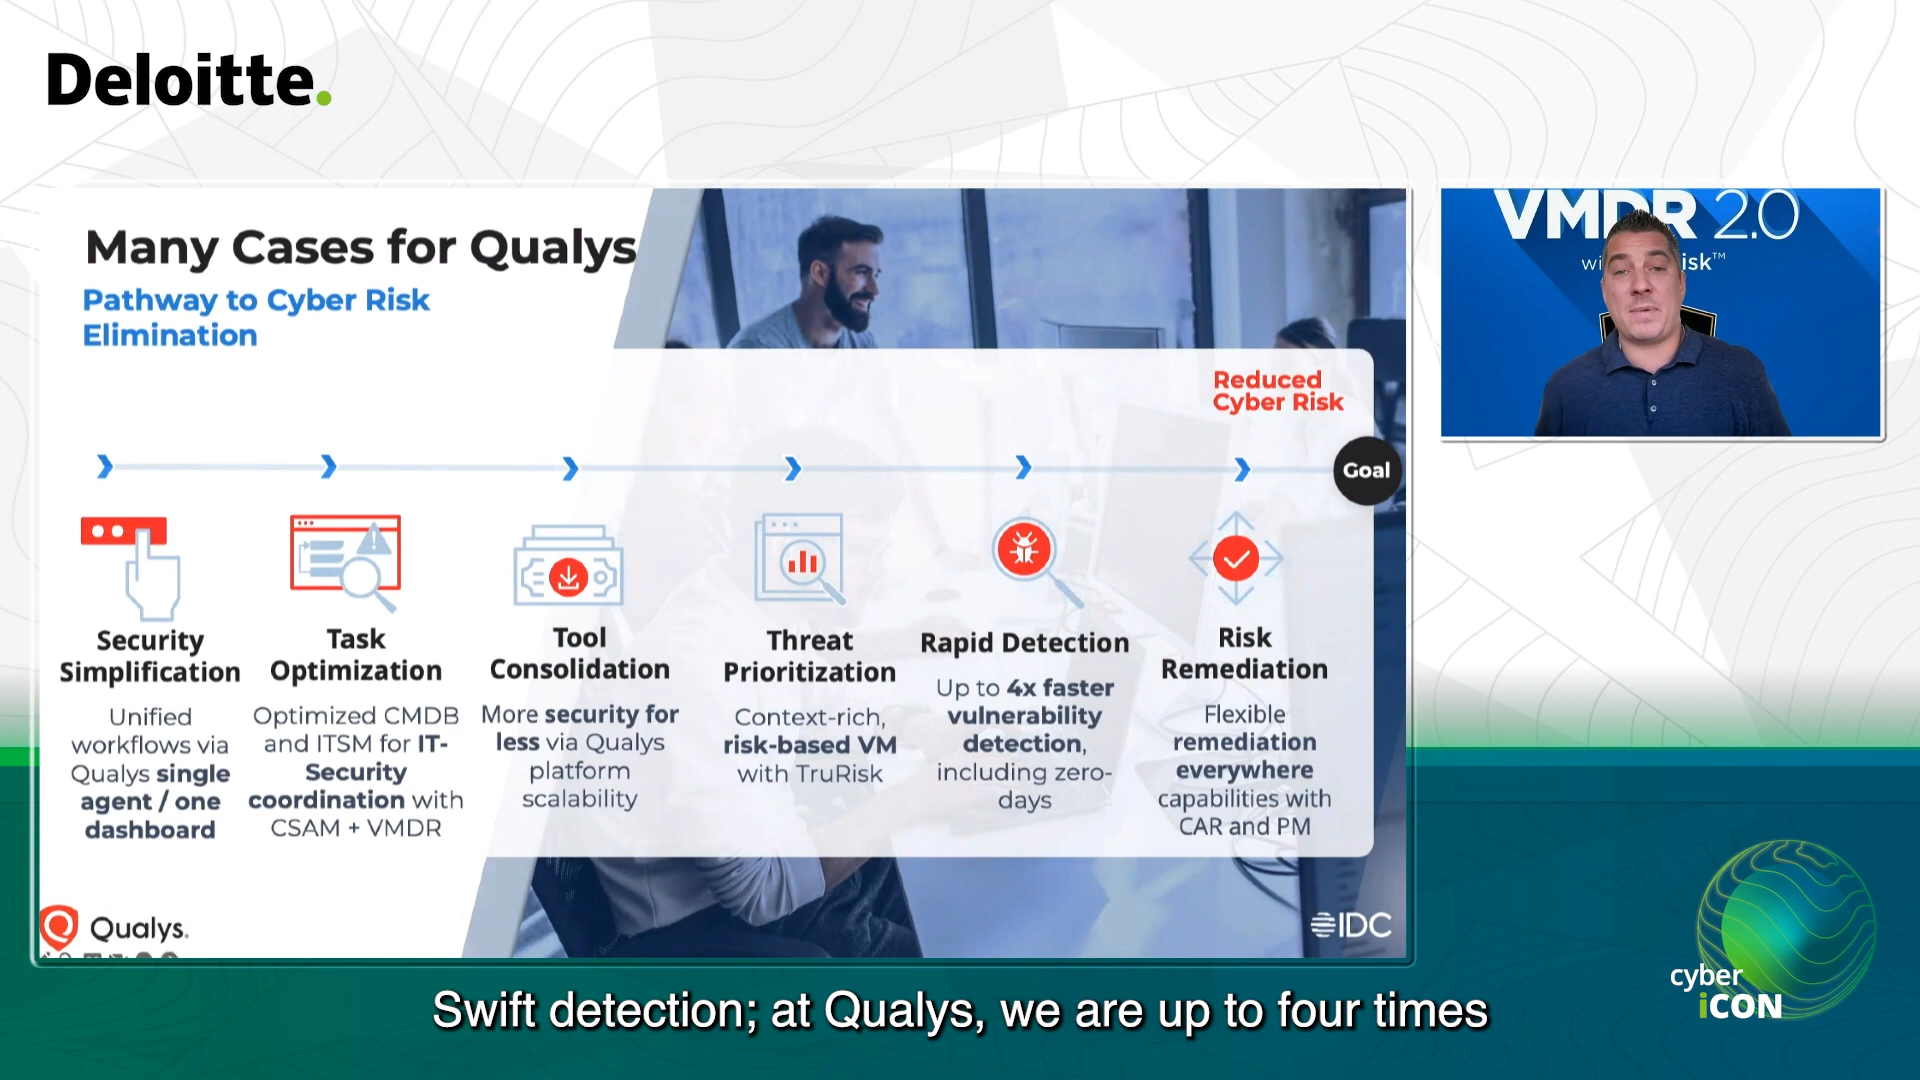 Deloitte.
Many Cases for Qualys
Pathway to Cyber Risk
Elimination
VMDR 2.0
Reduced
Cyber Risk
Goal
Security
Simplification
Unified
workflows via
Qualys single
agent / one
dashboard
Task
Optimization
Optimized CMDB
and ITSM for IT-
Security
coordination with
CSAM + VMDR
Tool
Consolidation
More security for
less via Qualys
platform
scalability
Threat
Prioritization
Context-rich,
risk-based VM
with TruRisk
Rapid Detection
Up to 4x faster
vulnerability
detection,
including zero-
days
Risk
Remediation
Flexible
remediation
everywhere
capabilities with
CAR and PM
Qualys.
IDC
cyber
iCON
Swift detection; at Qualys, we are up to four times